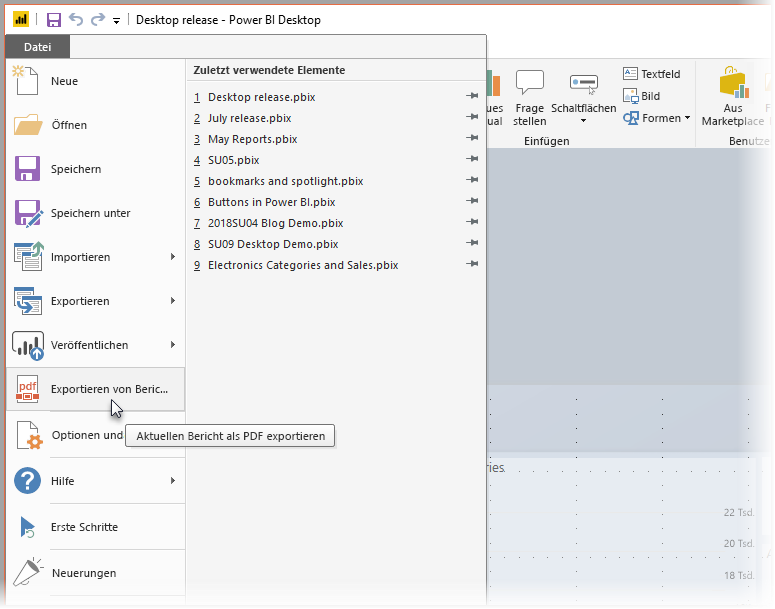 Desktop release - Power BI Desktop
Datei
Neue
Öffnen
Speichern
Speichern unter
Importieren
Exportieren
Veröffentlichen
pdf
Exportieren von Beric...
Optionen und
Aktuellen Bericht als PDF exportieren
Hilfe
Erste Schritte
Neuerungen
Zuletzt verwendete Elemente
1 Desktop release.pbix
2 July release.pbix
3 May Reports.pbix
4 SU05.pbix
5 bookmarks and spotlight.pbix
6 Buttons in Power BI.pbix
7 2018SU04 Blog Demo.pbix
8 SU09 Desktop Demo.pbix
9 Electronics Categories and Sales.pbix
ues
ual
Frage
stellen
Schaltflächen
Textfeld
Bild
Formen
Einfügen
Aus
Marketplace
Benutze
ries
22 Tsd.
20 Tsd.
18 Tsd.